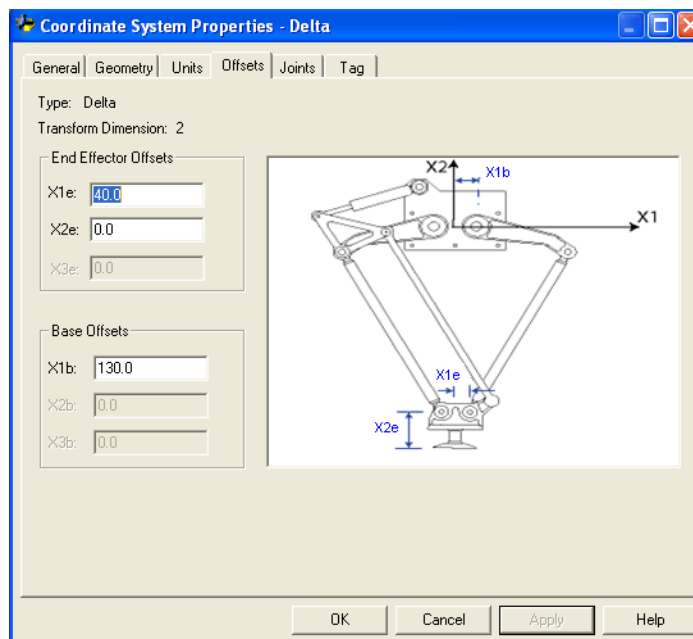 Coordinate System Properties - Delta
General Geometry Units Offsets Joints Tag
Type: Delta
Transform Dimension: 2
End Effector Offsets
X1e: 40.0
X2e: 0.0
X3e: 0.0
Base Offsets
X1b: 130.0
X2b: 0.0
X3b: 0.0
X2
X1b
X1
X1e
X2e
OK Cancel Apply Help